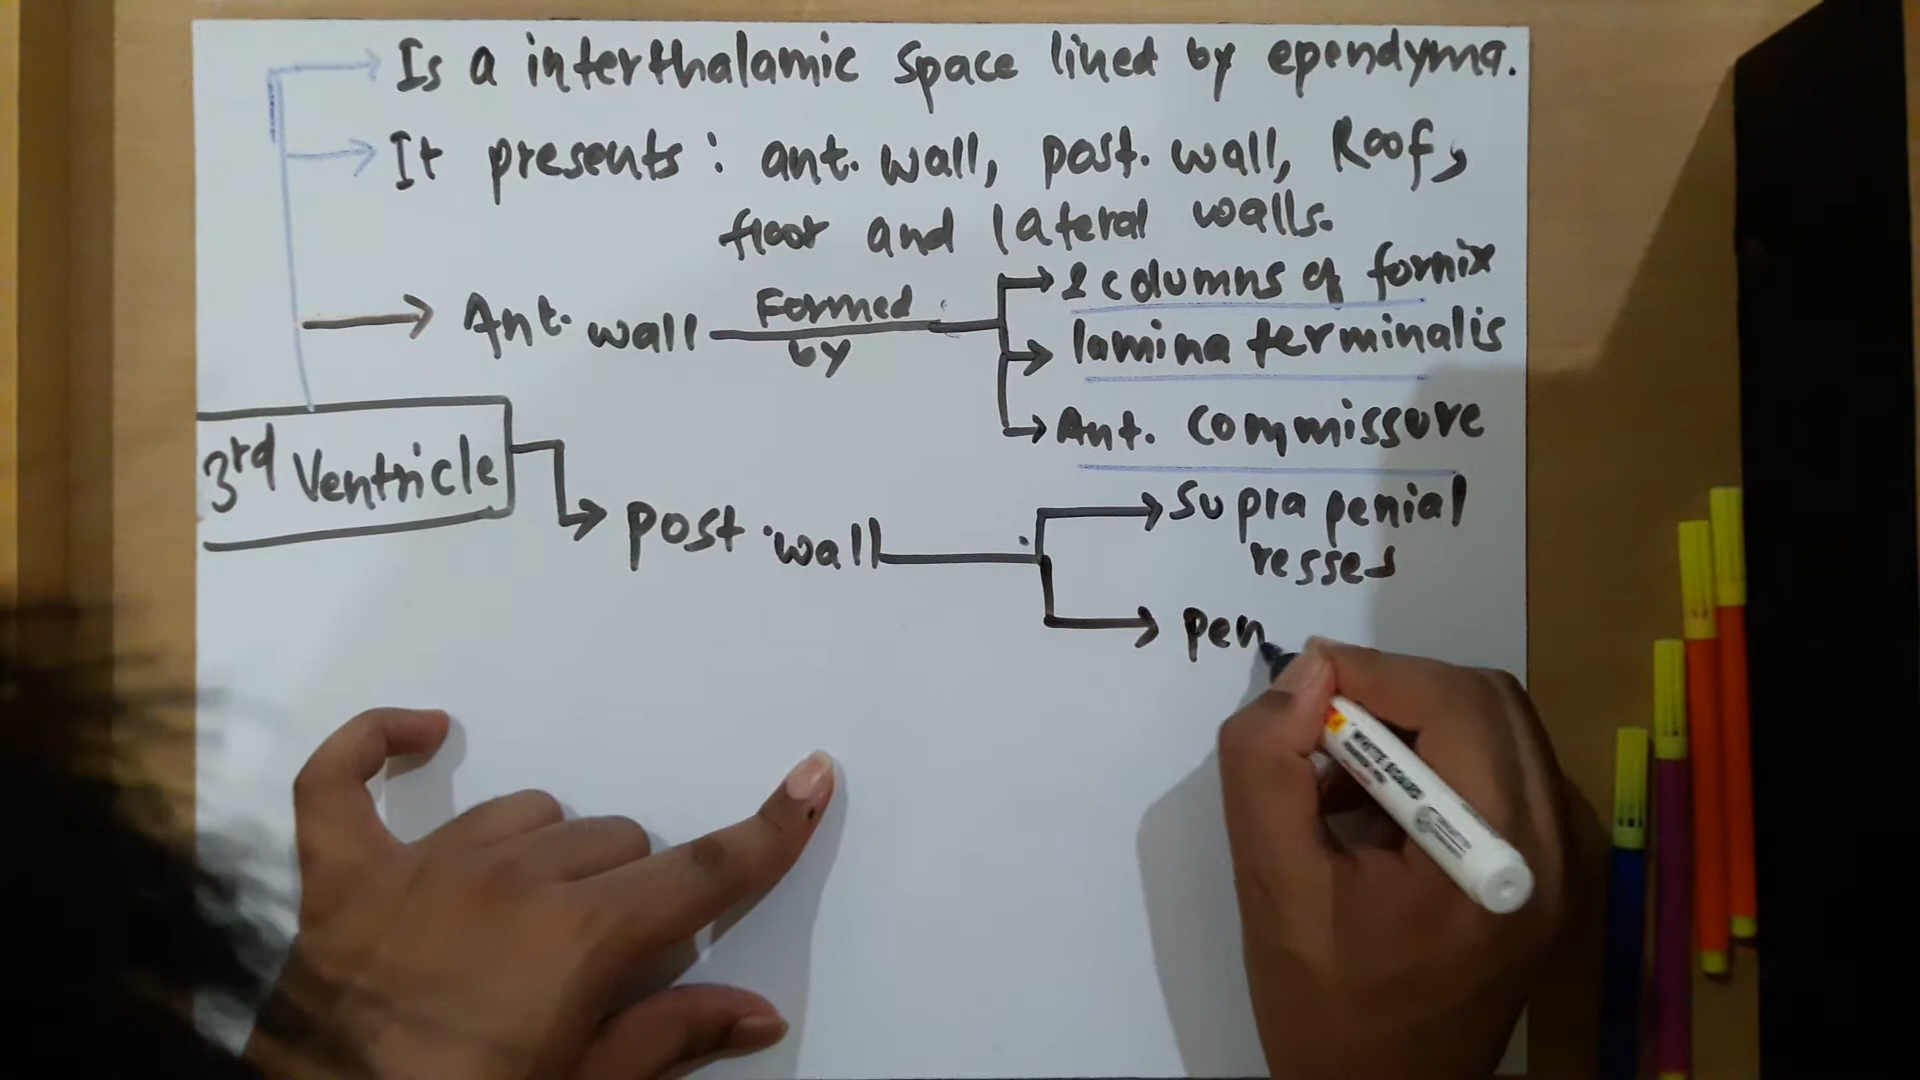 Is a interthalamic space lined by ependyma.
It presents : ant. wall, post. wall, Roof,
floor and lateral walls.
Ant. wall Formed by
2 columns of fornix
lamina terminalis
Ant. commissure
3rd Ventricle
post. wall
Supra penial
resses
pen